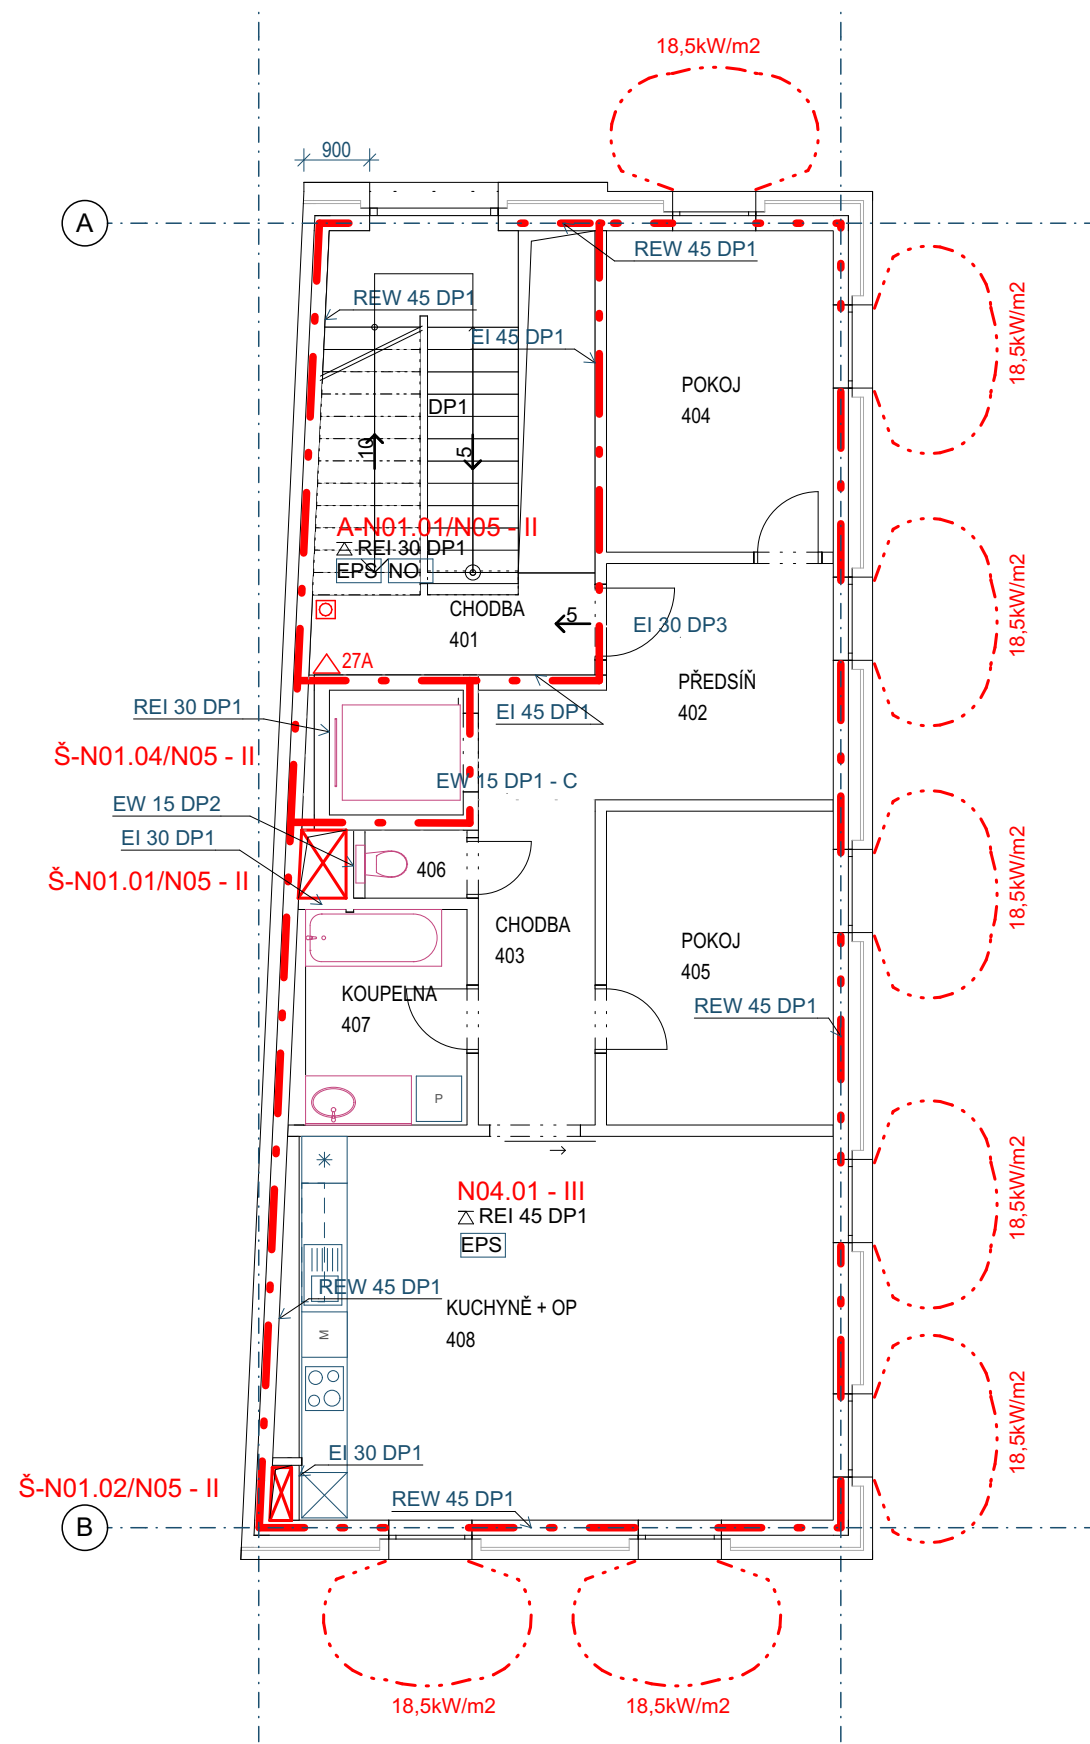 18,5kW/m2
900
A
REW 45 DP1
18,5kW/m2
REW 45 DP1
EI 45 DP1
POKOJ
404
DP1
10
5
A-N01.01/N05 - II
REI 30 DP1
EPS NO
18,5kW/m2
CHODBA
401
5
EI 30 DP3
27A
PŘEDSÍŇ
402
REI 30 DP1
EI 45 DP1
Š-N01.04/N05 - II
EW 15 DP1 - C
EW 15 DP2
EI 30 DP1
18,5kW/m2
406
Š-N01.01/N05 - II
CHODBA
403
POKOJ
405
KOUPELNA
407
REW 45 DP1
P
18,5kW/m2
N04.01 - III
REI 45 DP1
EPS
REW 45 DP1
KUCHYNĚ + OP
408
M
18,5kW/m2
EI 30 DP1
Š-N01.02/N05 - II
REW 45 DP1
B
18,5kW/m2
18,5kW/m2